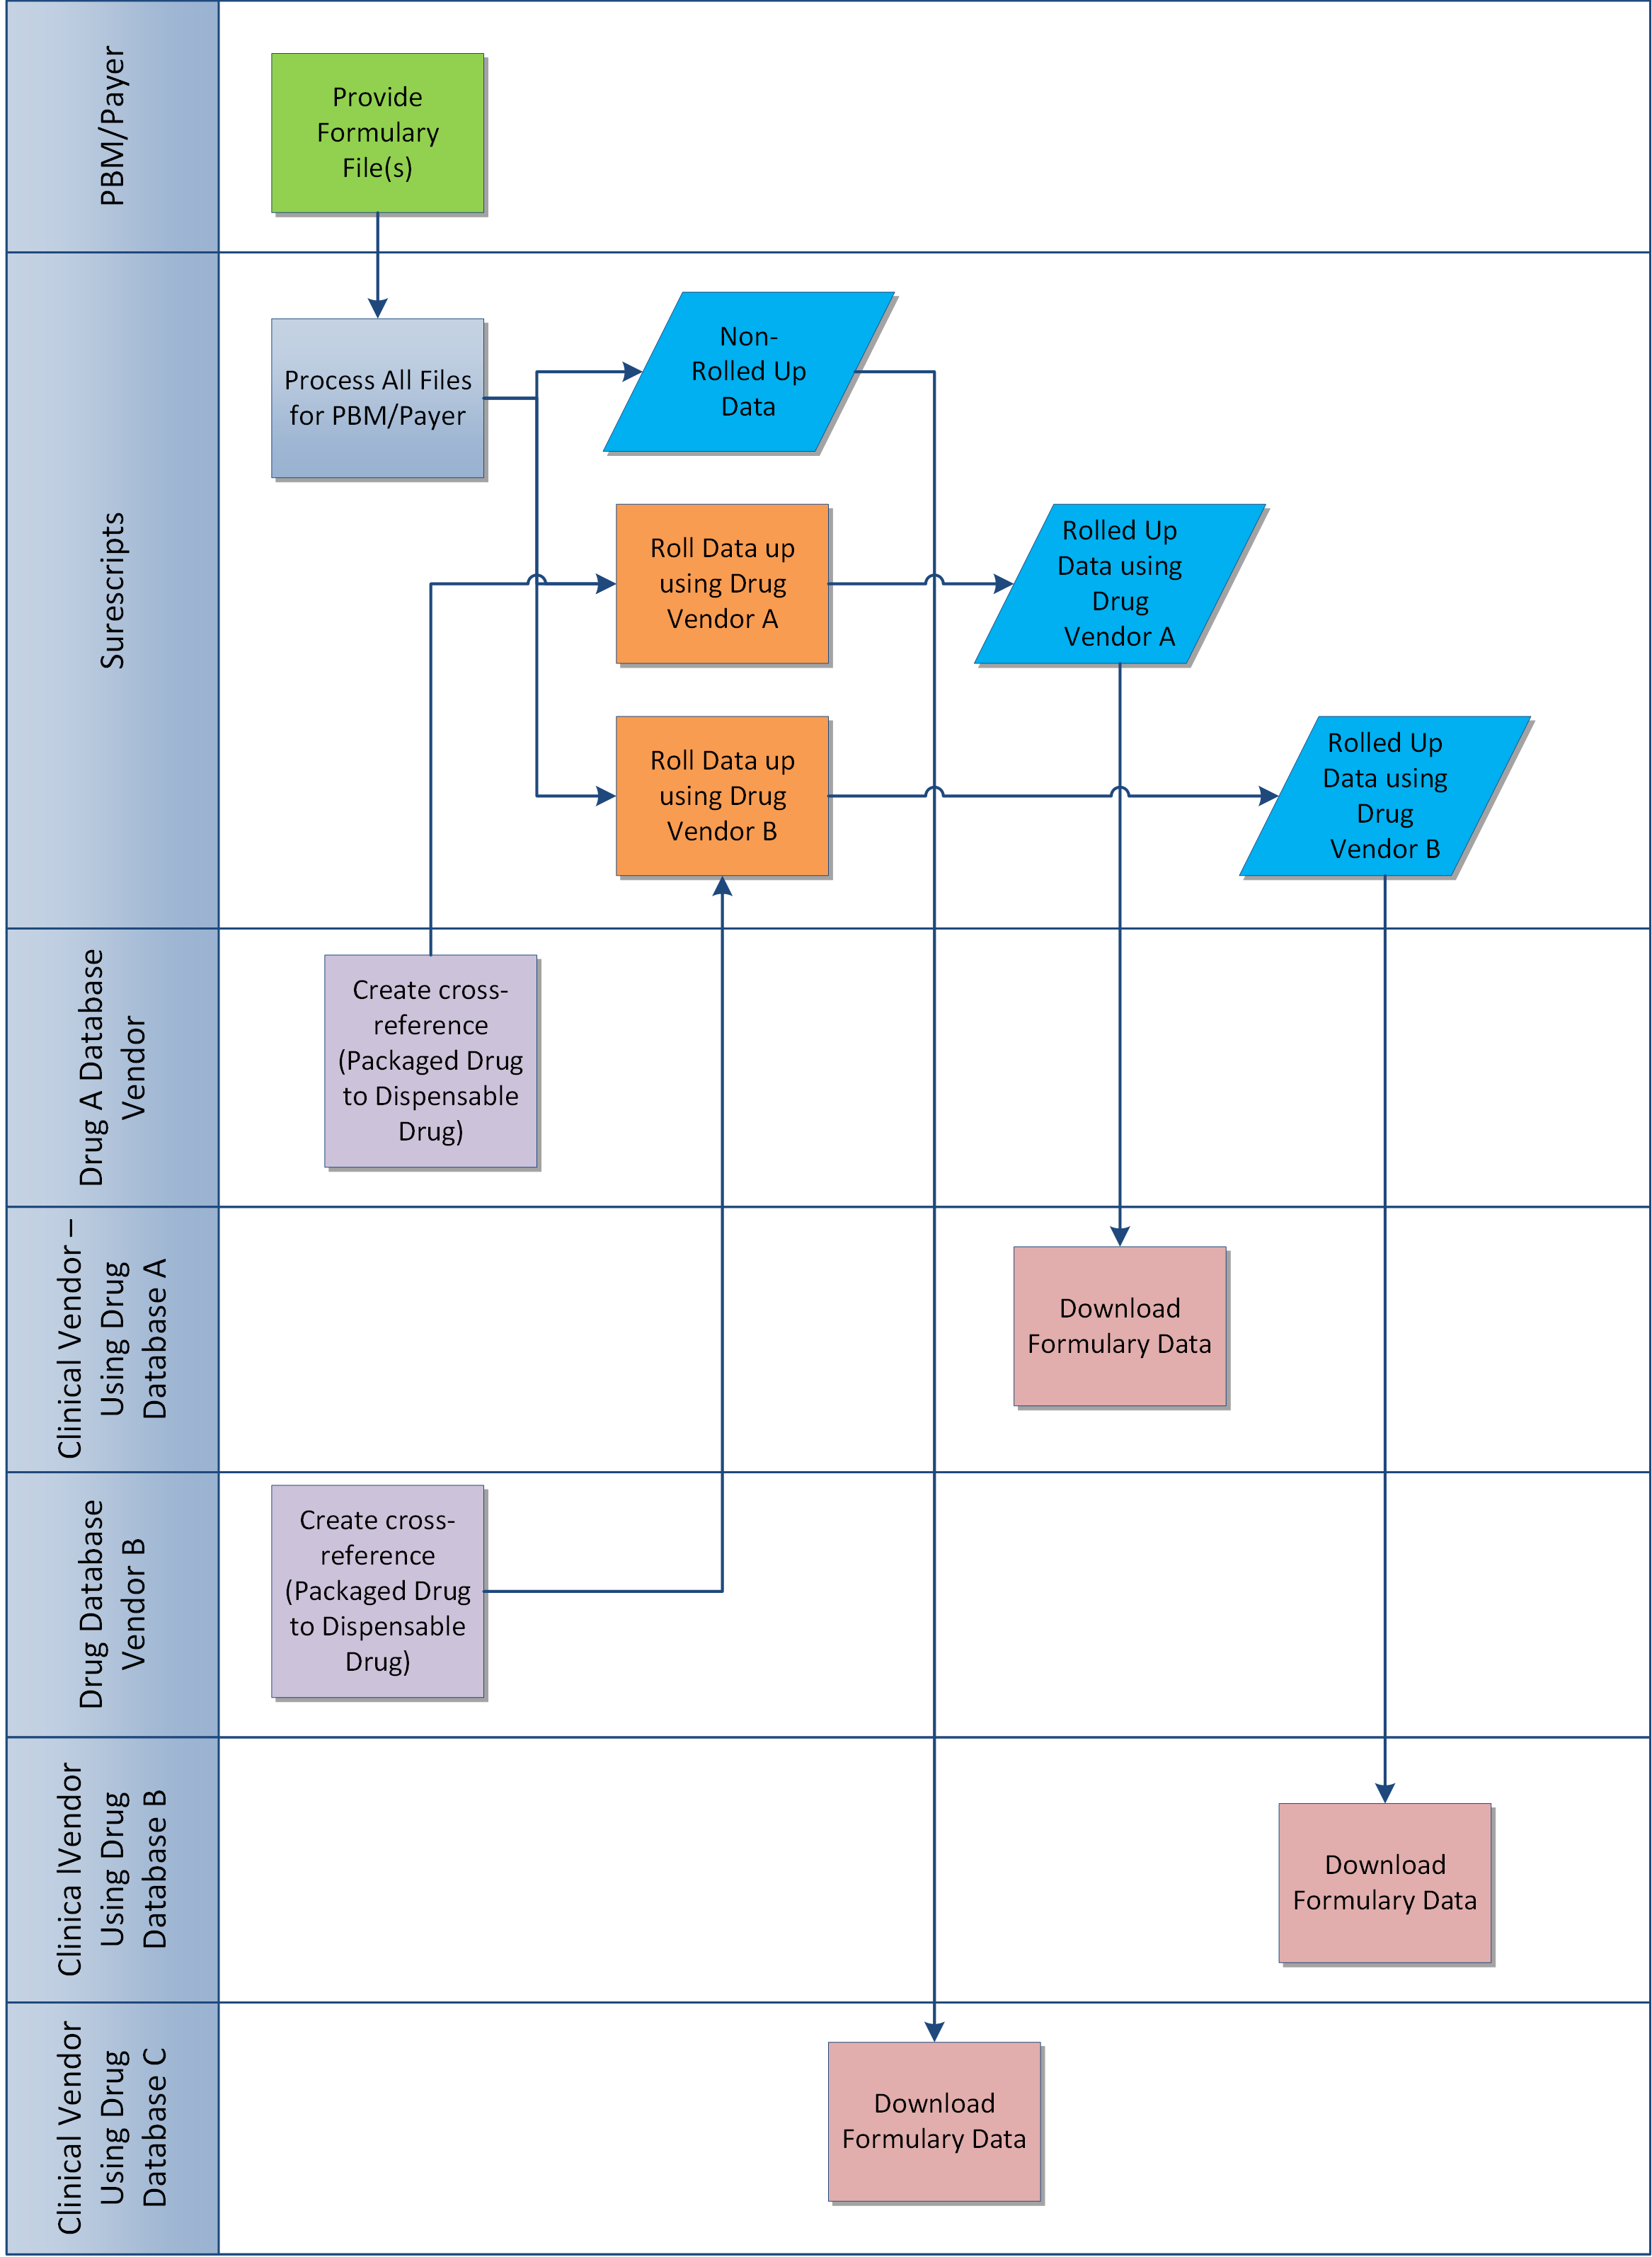 PBM/Payer
Provide
Formulary
File(s)
Surescripts
Process All Files
for PBM/Payer
Non-
Rolled Up
Data
Roll Data up
using Drug
Vendor A
Rolled Up
Data using
Drug
Vendor A
Roll Data up
using Drug
Vendor B
Rolled Up
Data using
Drug
Vendor B
Drug A Database
Vendor
Create cross-
reference
(Packaged Drug
to Dispensable
Drug)
Clinical Vendor –
Using Drug
Database A
Download
Formulary Data
Drug Database
Vendor B
Create cross-
reference
(Packaged Drug
to Dispensable
Drug)
Clinica lVendor
Using Drug
Database B
Download
Formulary Data
Clinical Vendor
Using Drug
Database C
Download
Formulary Data